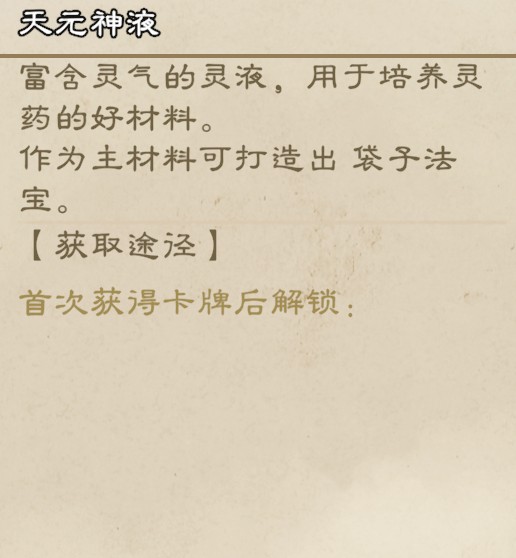 天元神液
富含灵气的灵液，用于培养灵
药的好材料。
作为主材料可打造出 袋子法
宝。
【获取途径】
首次获得卡牌后解锁：